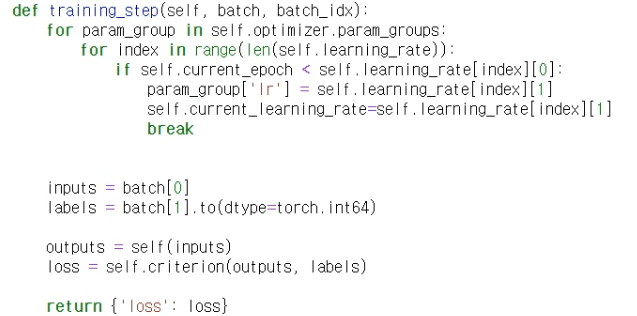 def training_step(self, batch, batch_idx):
    for param_group in self.optimizer.param_groups:
        for index in range(len(self.learning_rate)):
            if self.current_epoch < self.learning_rate[index][0]:
                param_group['lr'] = self.learning_rate[index][1]
                self.current_learning_rate=self.learning_rate[index][1]
                break
    inputs = batch[0]
    labels = batch[1].to(dtype=torch.int64)
    outputs = self(inputs)
    loss = self.criterion(outputs, labels)
    return {'loss': loss}